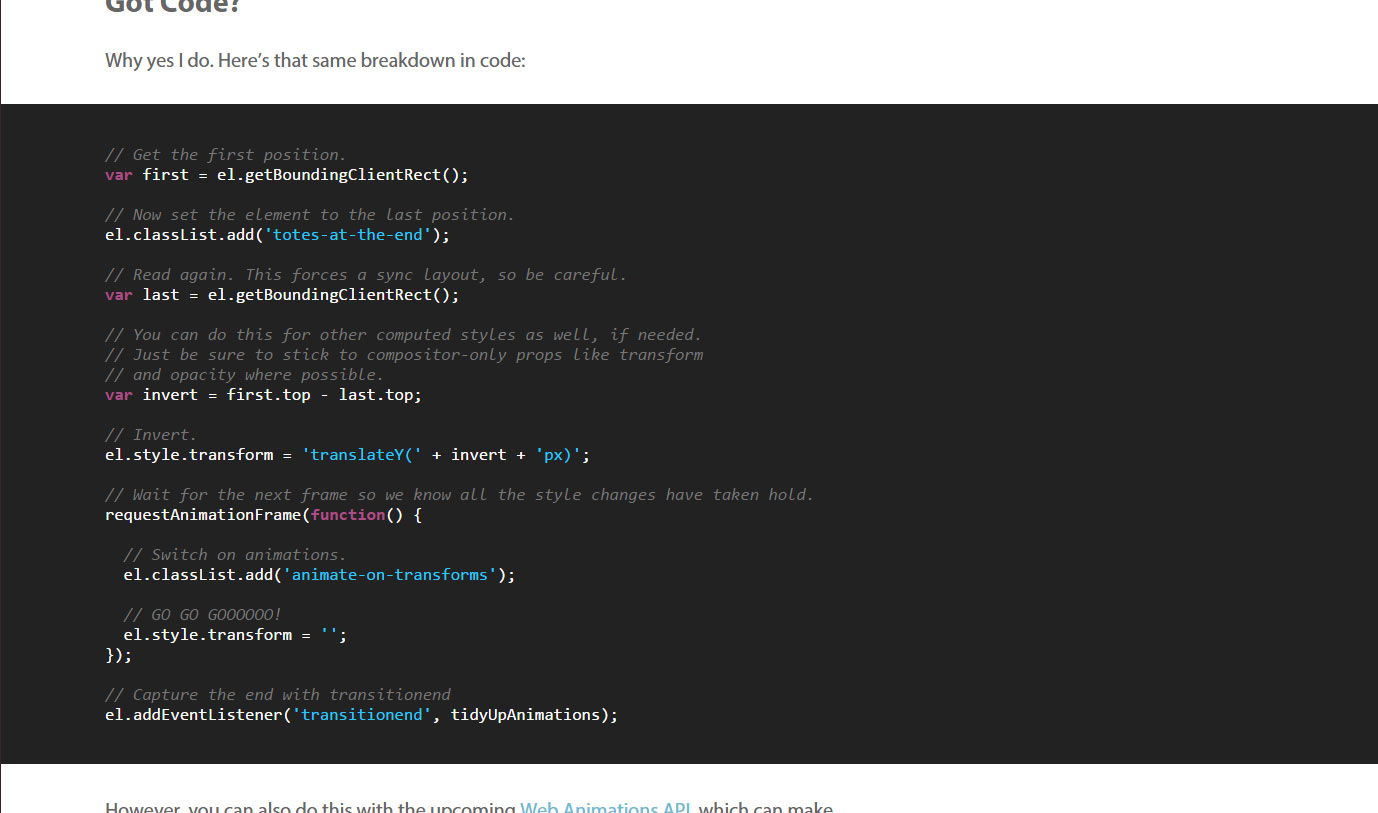 Got Code?
Why yes I do. Here’s that same breakdown in code:
// Get the first position.
var first = el.getBoundingClientRect();
// Now set the element to the last position.
el.classList.add('totes-at-the-end');
// Read again. This forces a sync layout, so be careful.
var last = el.getBoundingClientRect();
// You can do this for other computed styles as well, if needed.
// Just be sure to stick to compositor-only props like transform
// and opacity where possible.
var invert = first.top - last.top;
// Invert.
el.style.transform = 'translateY(' + invert + 'px)';
// Wait for the next frame so we know all the style changes have taken hold.
requestAnimationFrame(function() {
  // Switch on animations.
  el.classList.add('animate-on-transforms');
  // GO GO GOOOOOO!
  el.style.transform = '';
});
// Capture the end with transitionend
el.addEventListener('transitionend', tidyUpAnimations);
However, you can also do this with the upcoming Web Animations API, which can make